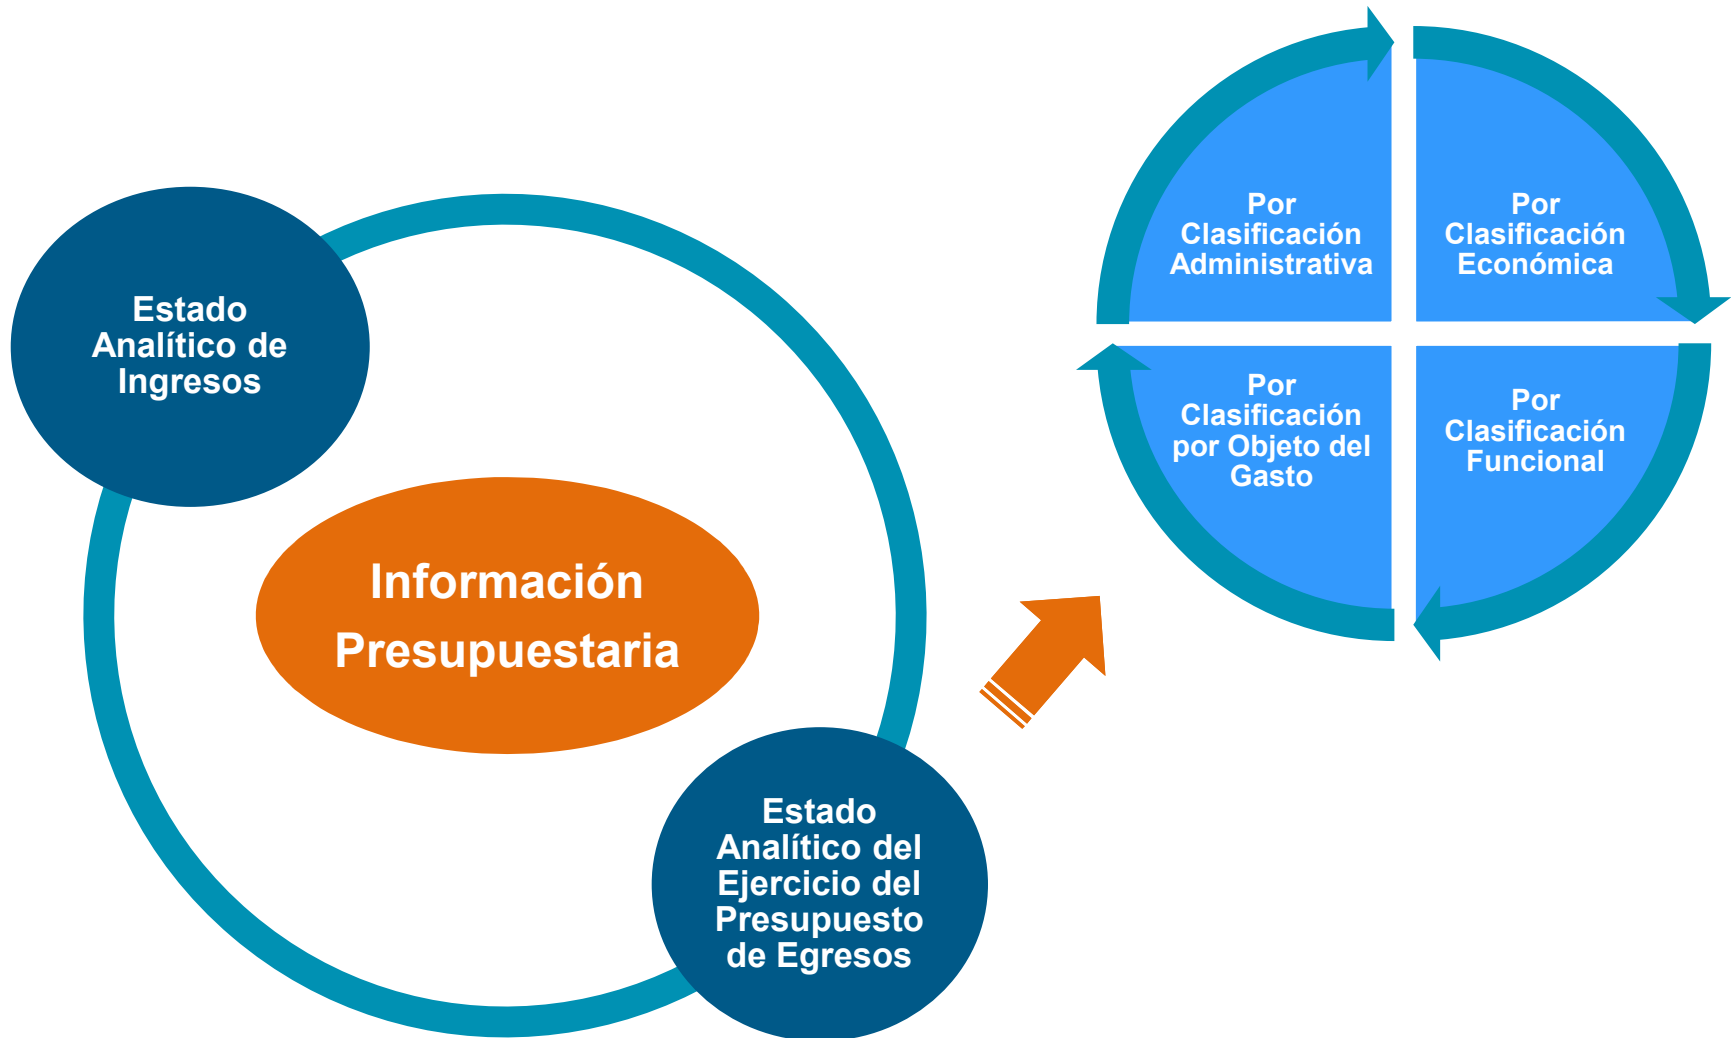 Estado
Analítico de
Ingresos
Información
Presupuestaria
Estado
Analítico del
Ejercicio del
Presupuesto
de Egresos
Por
Clasificación
Administrativa
Por
Clasificación
Económica
Por
Clasificación
por Objeto del
Gasto
Por
Clasificación
Funcional